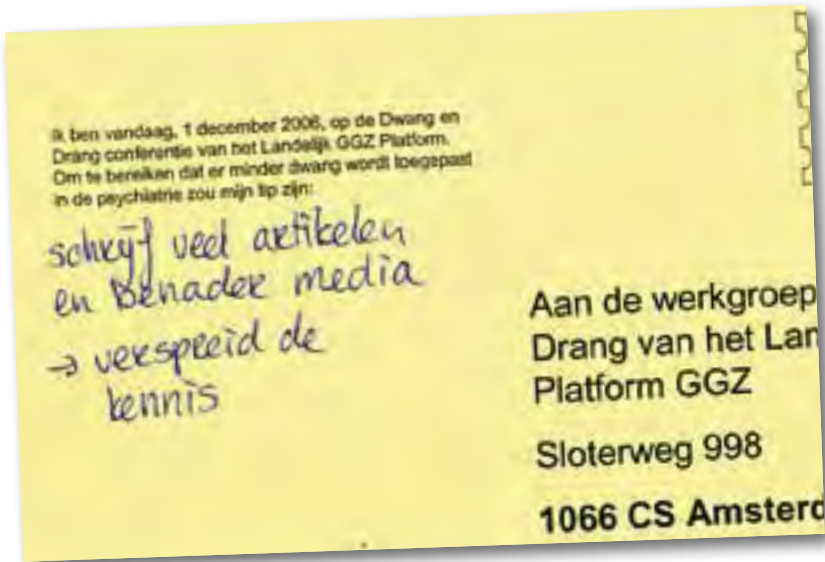 Ik ben vandaag, 1 december 2006, op de Dwang en
Drang conferentie van het Landelijk GGZ Platform.
Om te bereiken dat er minder dwang wordt toegepast
in de psychiatrie zou mijn tip zijn:
schrijf veel artikelen
en Benader media
→ verspreid de
kennis
Aan de werkgroep
Drang van het Lan
Platform GGZ
Sloterweg 998
1066 CS Amsterd